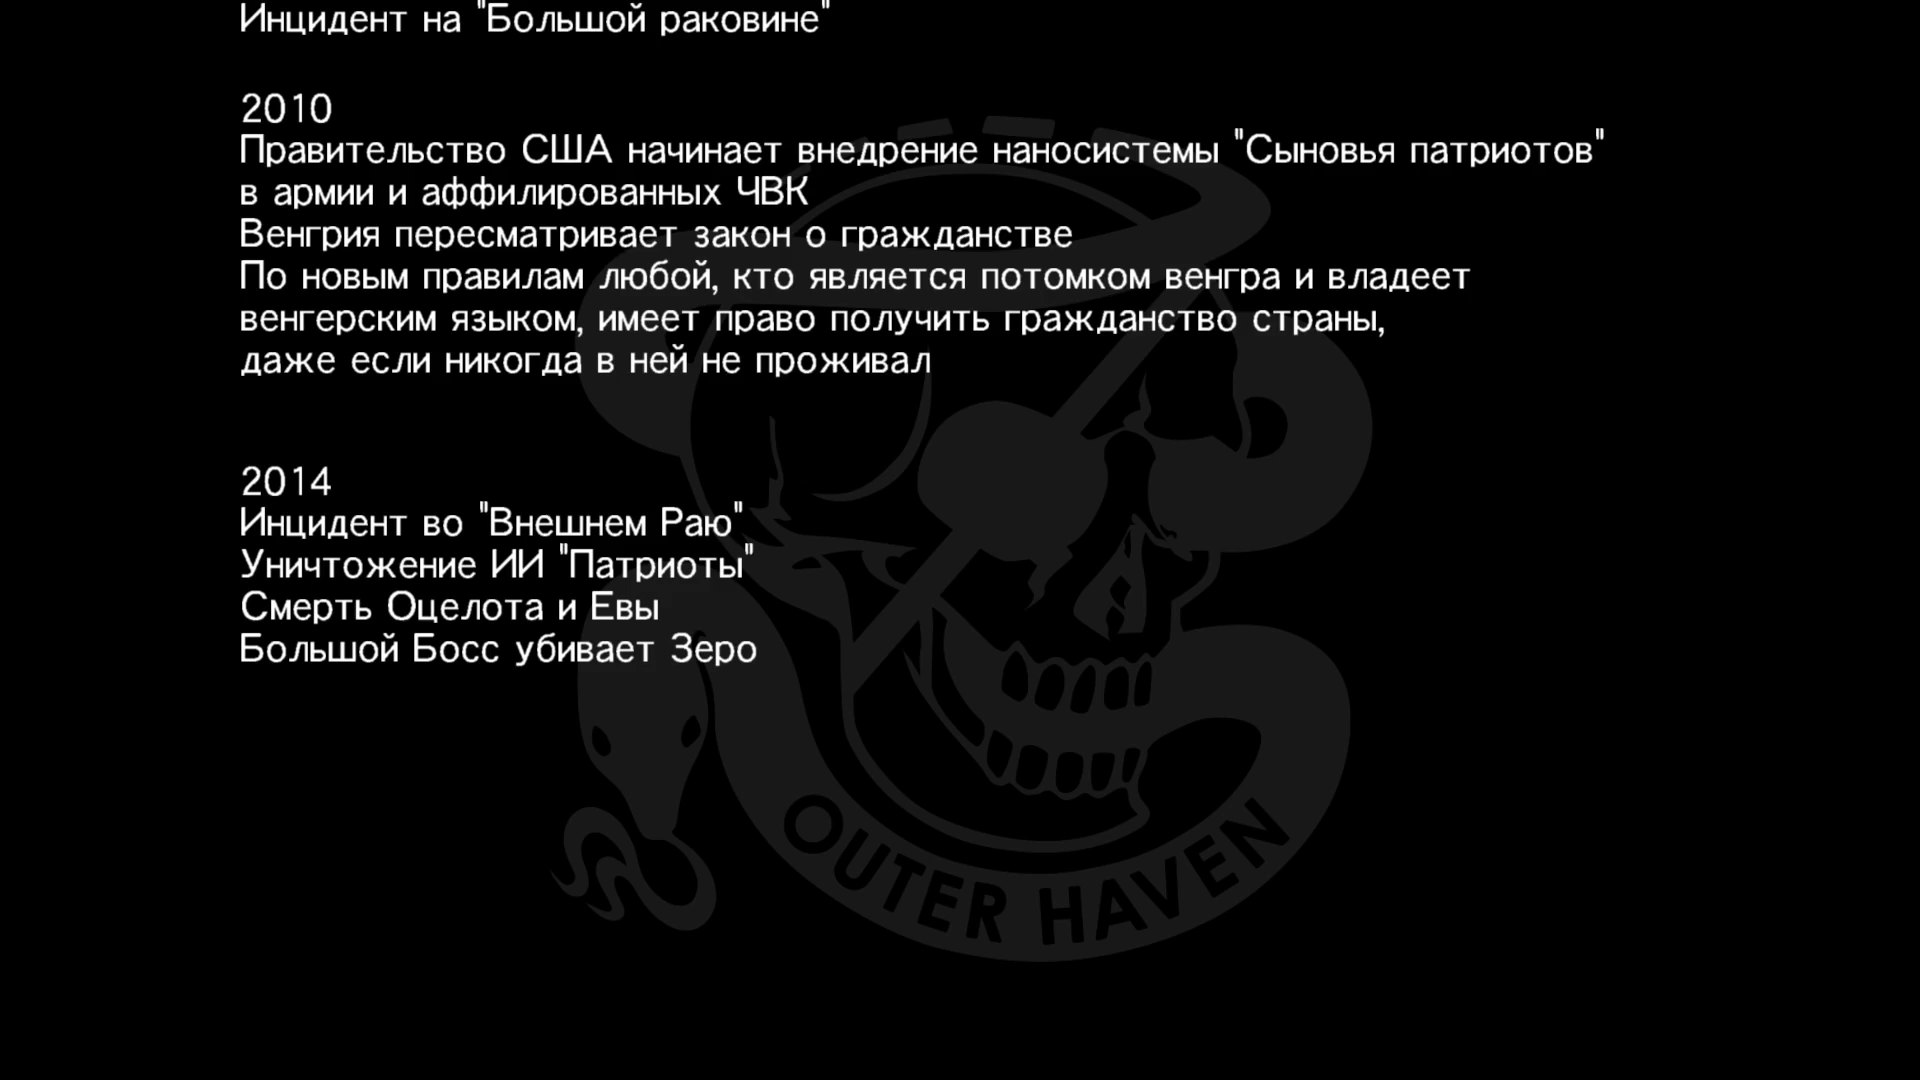 Инцидент на "Большой раковине"
2010
Правительство США начинает внедрение наносистемы "Сыновья патриотов"
в армии и аффилированных ЧВК
Венгрия пересматривает закон о гражданстве
По новым правилам любой, кто является потомком венгра и владеет
венгерским языком, имеет право получить гражданство страны,
даже если никогда в ней не проживал
2014
Инцидент во "Внешнем Раю"
Уничтожение ИИ "Патриоты"
Смерть Оцелота и Евы
Большой Босс убивает Зеро
OUTER HAVEN